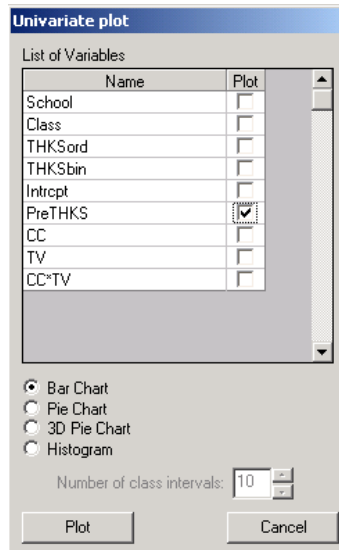 Univariate plot
List of Variables
Name Plot
School
Class
THKSord
THKSbin
Intrcpt
PreTHKS
CC
TV
CC*TV
Bar Chart
Pie Chart
3D Pie Chart
Histogram
Number of class intervals: 10
Plot Cancel